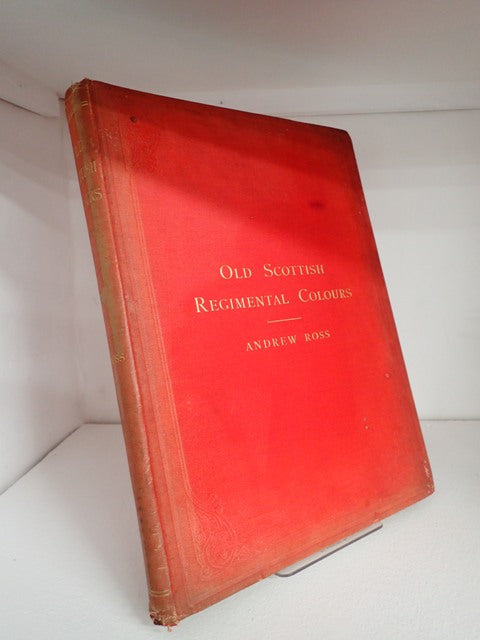 Old Scottish
Regimental Colours
ANDREW ROSS